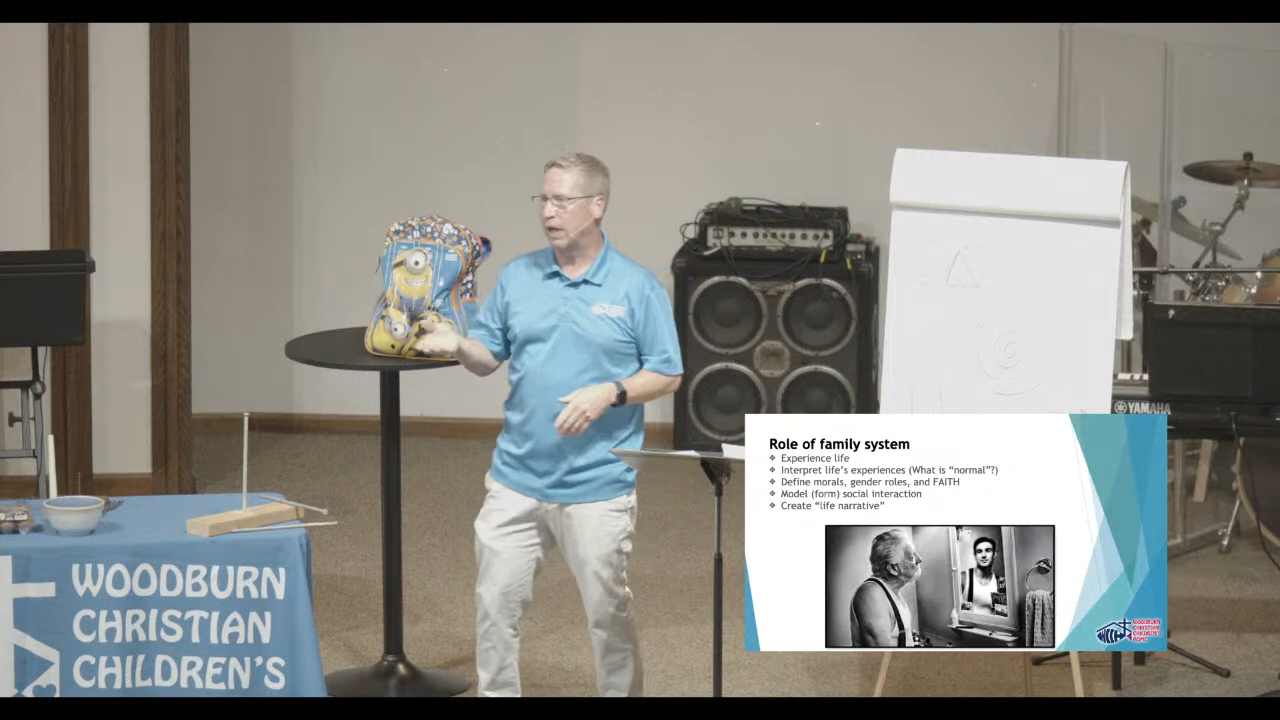 YAMAHA
Role of family system
❖ Experience life
❖ Interpret life's experiences (What is "normal"?)
❖ Define morals, gender roles, and FAITH
❖ Model (form) social interaction
❖ Create "life narrative"
WOODBURN
CHRISTIAN
CHILDREN'S
WOODBURN
CHRISTIAN
CHILDREN'S
HOME